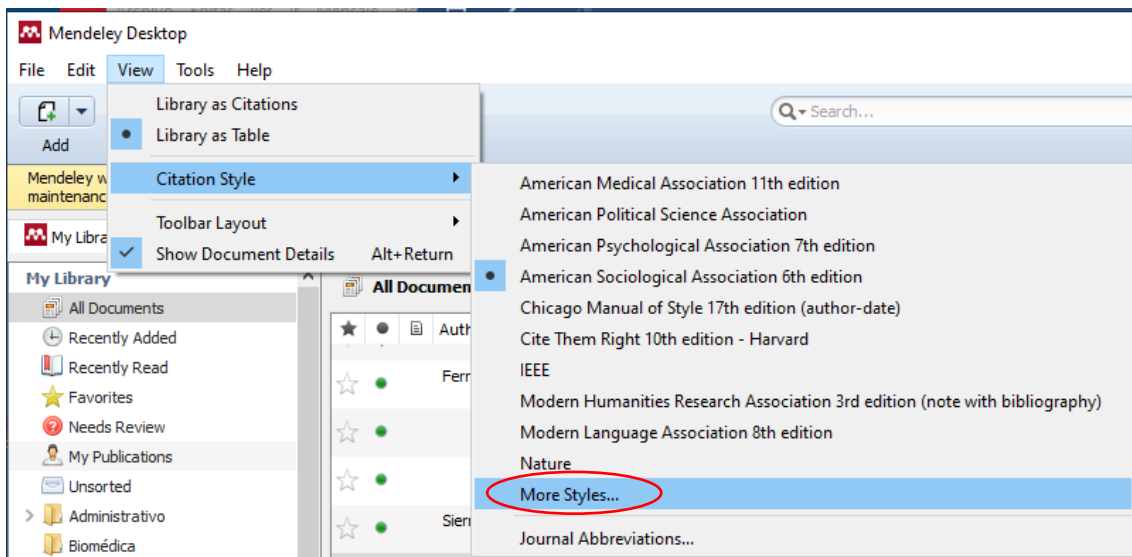 Mendeley Desktop
File Edit View Tools Help
Library as Citations
Search...
Library as Table
Add
Mendeley w
Citation Style
maintenanc
American Medical Association 11th edition
American Political Science Association
Toolbar Layout
My Libra
American Psychological Association 7th edition
Show Document Details Alt+Return
American Sociological Association 6th edition
My Library
All Documen
All Documents
Chicago Manual of Style 17th edition (author-date)
Recently Added
Auth
Cite Them Right 10th edition - Harvard
Recently Read
Ferr
IEEE
Favorites
Modern Humanities Research Association 3rd edition (note with bibliography)
Needs Review
Modern Language Association 8th edition
My Publications
Nature
Unsorted
More Styles...
Administrativo
Sierr
Biomédica
Journal Abbreviations...